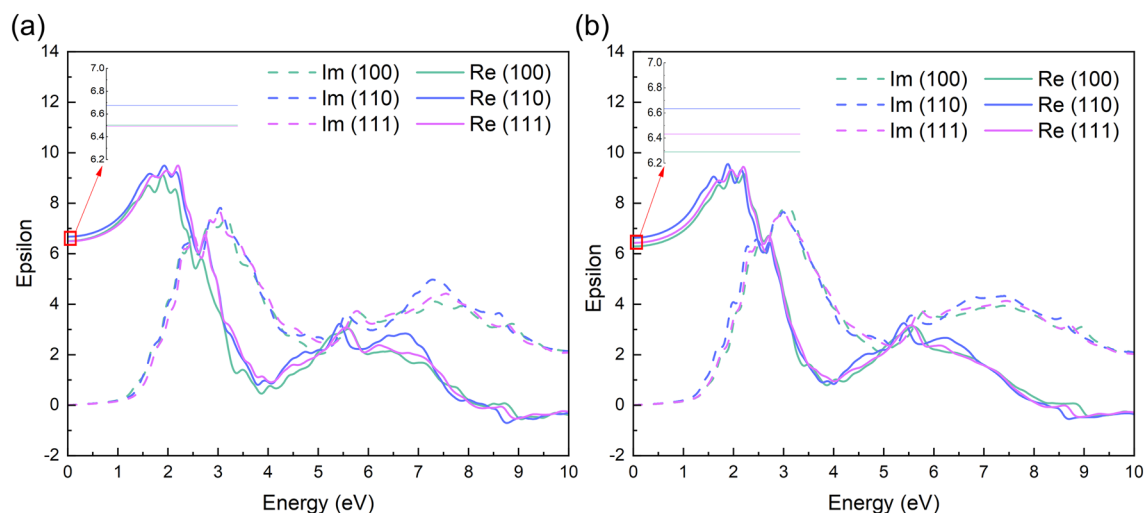 (a)
14
12
10
8
6
4
2
0
-2
Epsilon
7.0
6.8
6.6
6.4
6.2
Im (100) Re (100)
Im (110) Re (110)
Im (111) Re (111)
0 1 2 3 4 5 6 7 8 9 10
Energy (eV)
(b)
14
12
10
8
6
4
2
0
-2
Epsilon
7.0
6.8
6.6
6.4
6.2
Im (100) Re (100)
Im (110) Re (110)
Im (111) Re (111)
0 1 2 3 4 5 6 7 8 9 10
Energy (eV)